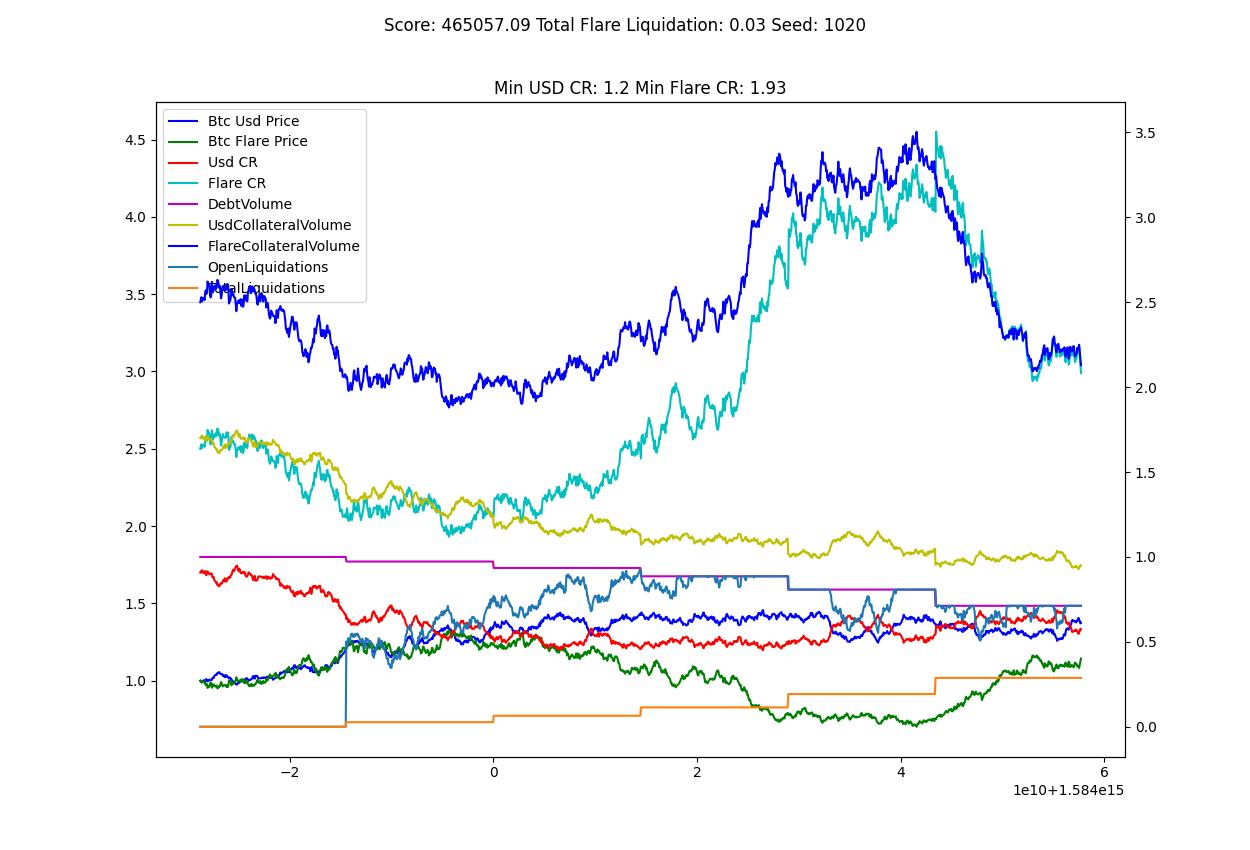 Score: 465057.09 Total Flare Liquidation: 0.03 Seed: 1020
Min USD CR: 1.2 Min Flare CR: 1.93
Btc Usd Price
Btc Flare Price
Usd CR
Flare CR
DebtVolume
UsdCollateralVolume
FlareCollateralVolume
OpenLiquidations
TotalLiquidations
4.5
4.0
3.5
3.0
2.5
2.0
1.5
1.0
3.5
3.0
2.5
2.0
1.5
1.0
0.5
0.0
−2
0
2
4
6
1e10+1.584e15